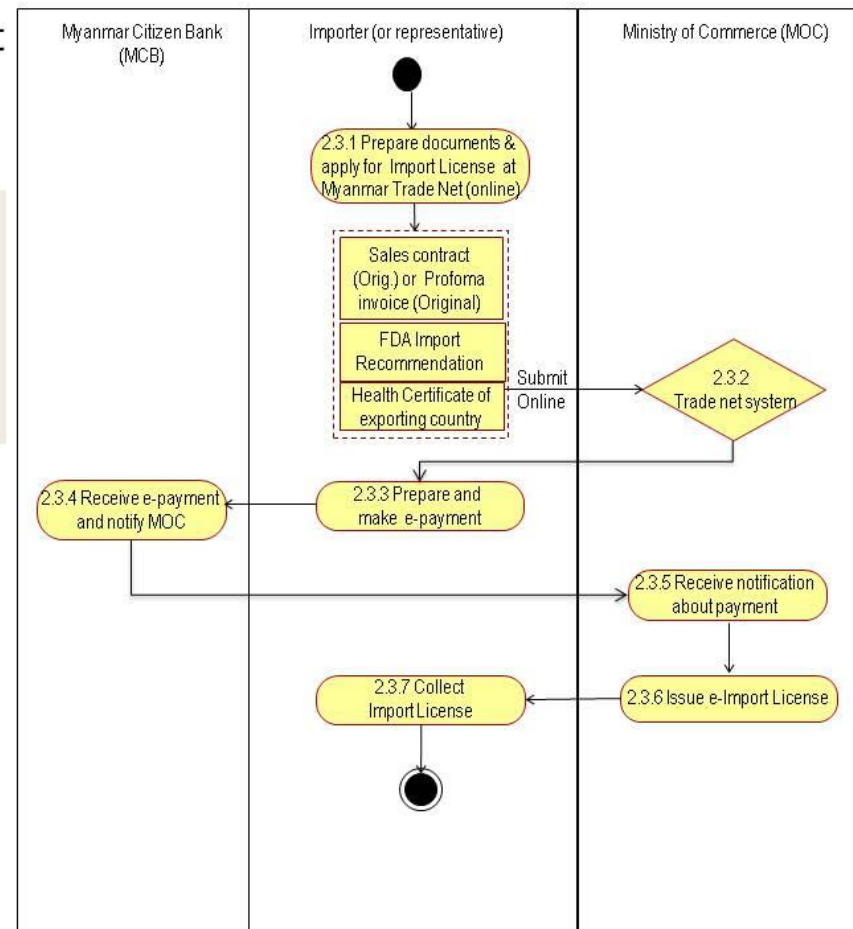 Myanmar Citizen Bank
(MCB)
Importer (or representative)
Ministry of Commerce (MOC)
2.3.1 Prepare documents &
apply for Import License at
Myanmar Trade Net (online)
Sales contract
(Orig.) or Profoma
invoice (Original)
FDA Import
Recommendation
Health Certificate of
exporting country
Submit
Online
2.3.2
Trade net system
2.3.4 Receive e-payment
and notify MOC
2.3.3 Prepare and
make e-payment
2.3.5 Receive notification
about payment
2.3.7 Collect
Import License
2.3.6 Issue e-Import License